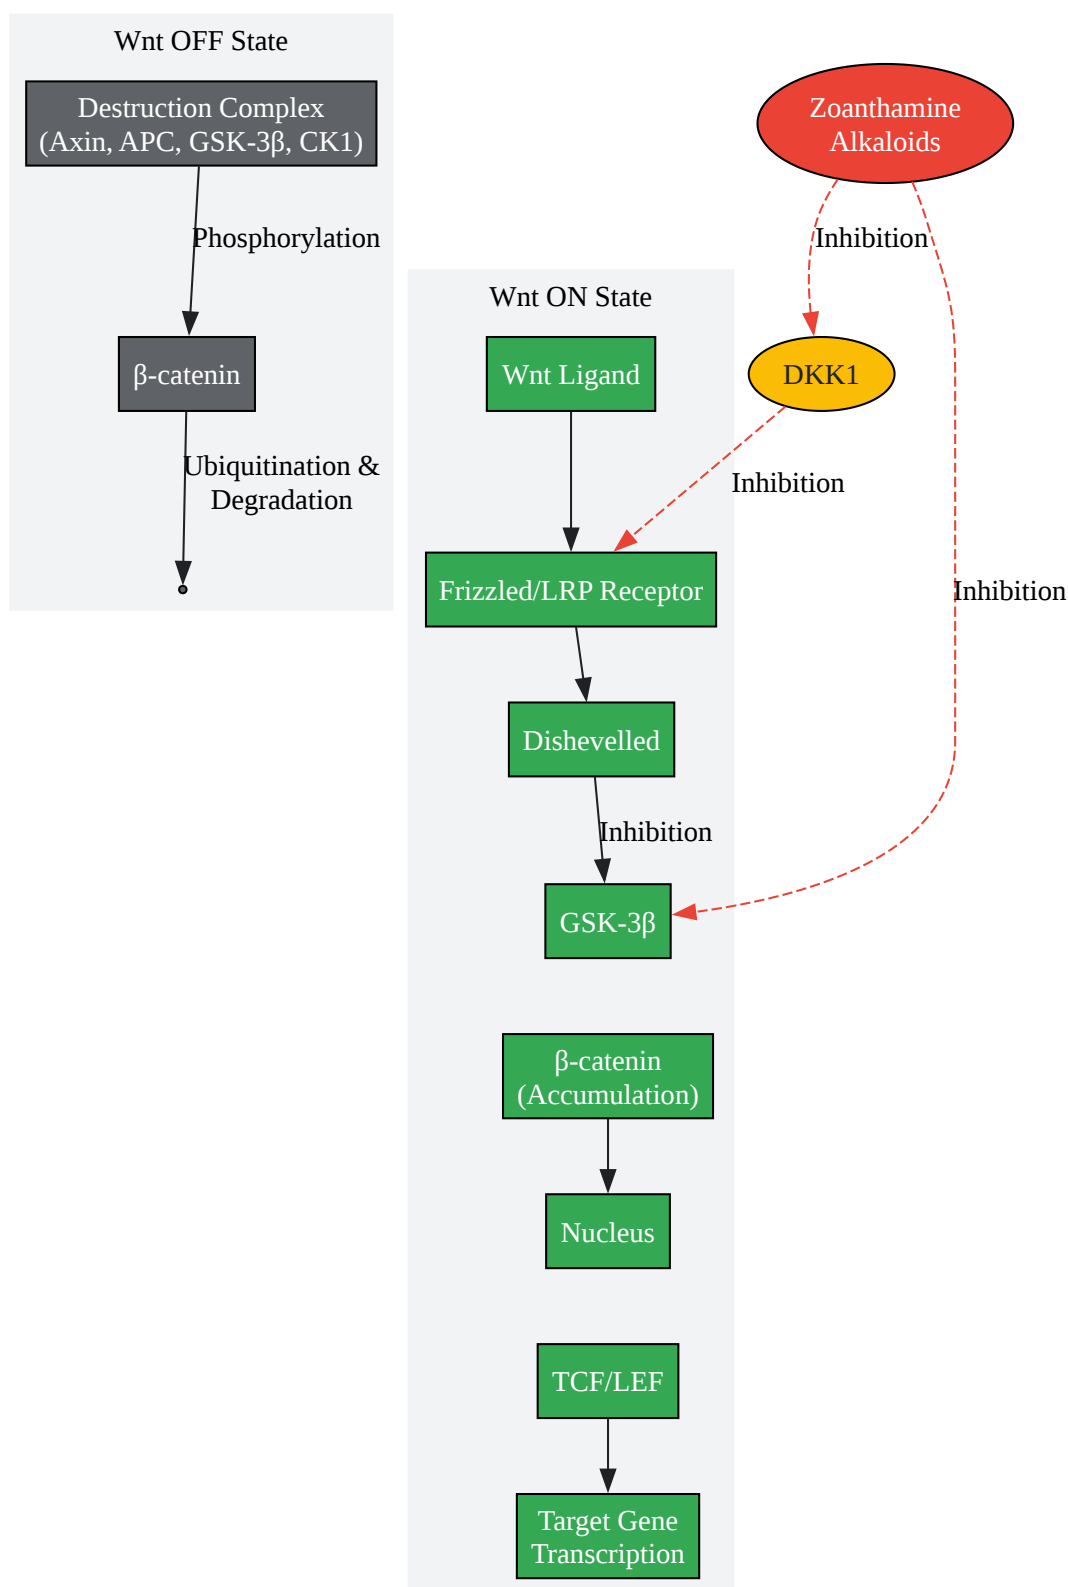 Wnt OFF State
Destruction Complex
(Axin, APC, GSK-3β, CK1)
Phosphorylation
β-catenin
Ubiquitination &
Degradation
Zoanthamine
Alkaloids
Inhibition
DKK1
Inhibition
Inhibition
Wnt ON State
Wnt Ligand
Frizzled/LRP Receptor
Dishevelled
Inhibition
GSK-3β
β-catenin
(Accumulation)
Nucleus
TCF/LEF
Target Gene
Transcription